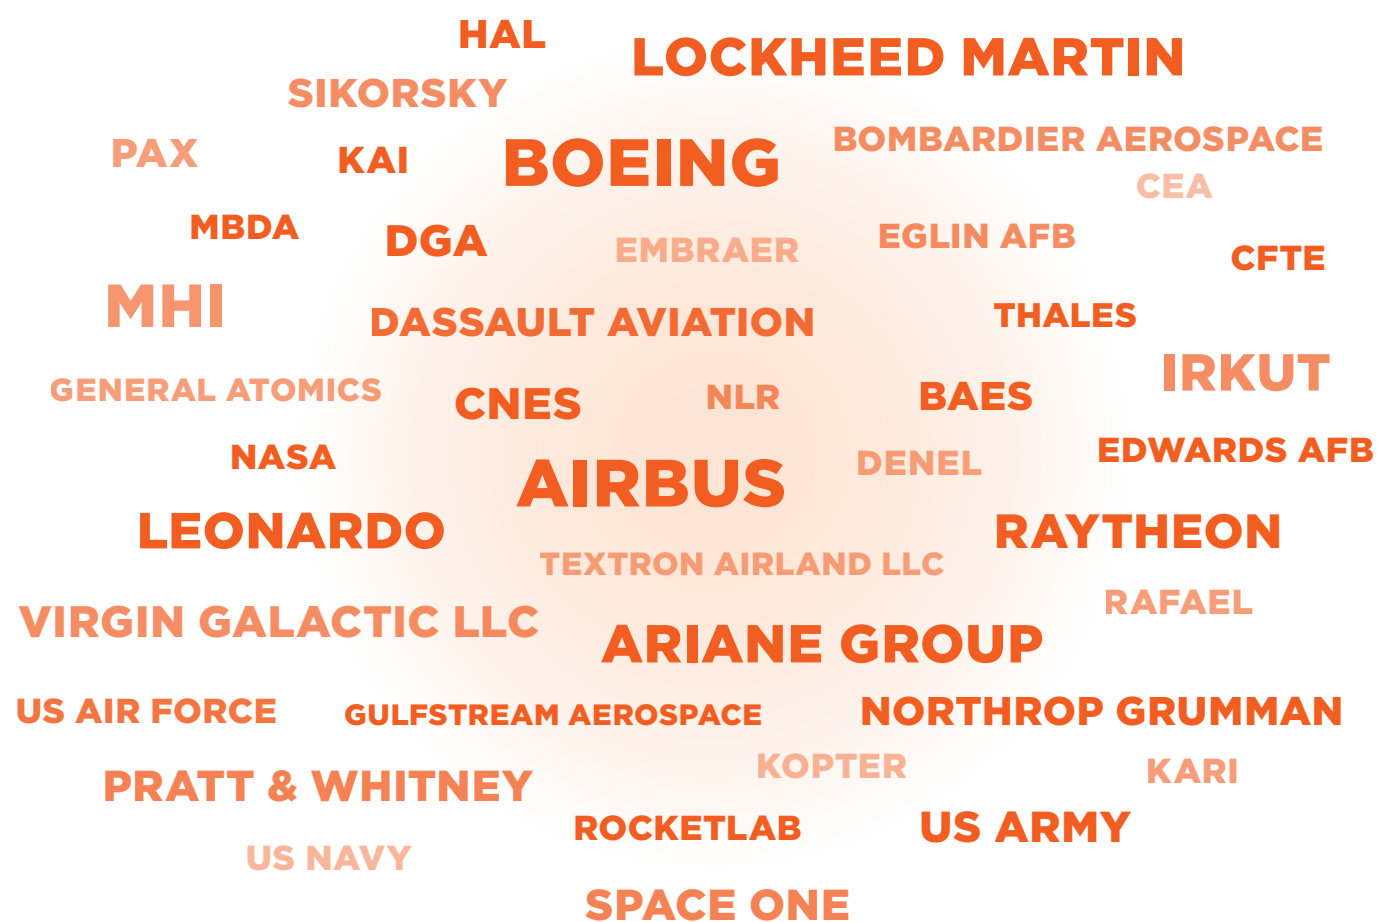 HAL
LOCKHEED MARTIN
SIKORSKY
BOMBARDIER AEROSPACE
PAX
KAI
BOEING
CEA
MBDA
DGA
EMBRAER
EGLIN AFB
CFTE
MHI
DASSAULT AVIATION
THALES
IRKUT
GENERAL ATOMICS
CNES
NLR
BAES
NASA
AIRBUS
DENEL
EDWARDS AFB
LEONARDO
RAYTHEON
TEXTRON AIRLAND LLC
RAFAEL
VIRGIN GALACTIC LLC
ARIANE GROUP
US AIR FORCE
GULFSTREAM AEROSPACE
NORTHROP GRUMMAN
KOPTER
KARI
PRATT & WHITNEY
ROCKETLAB
US ARMY
US NAVY
SPACE ONE